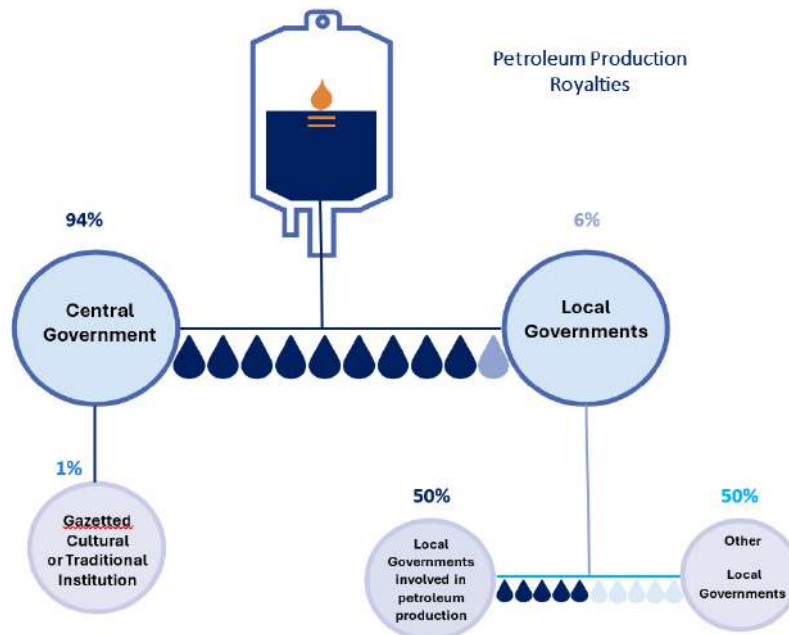 Petroleum Production
Royalties
94%
6%
Central
Government
Local
Governments
1%
Gazetted
Cultural
or Traditional
Institution
50%
Local
Governments
involved in
petroleum
production
50%
Other
Local
Governments